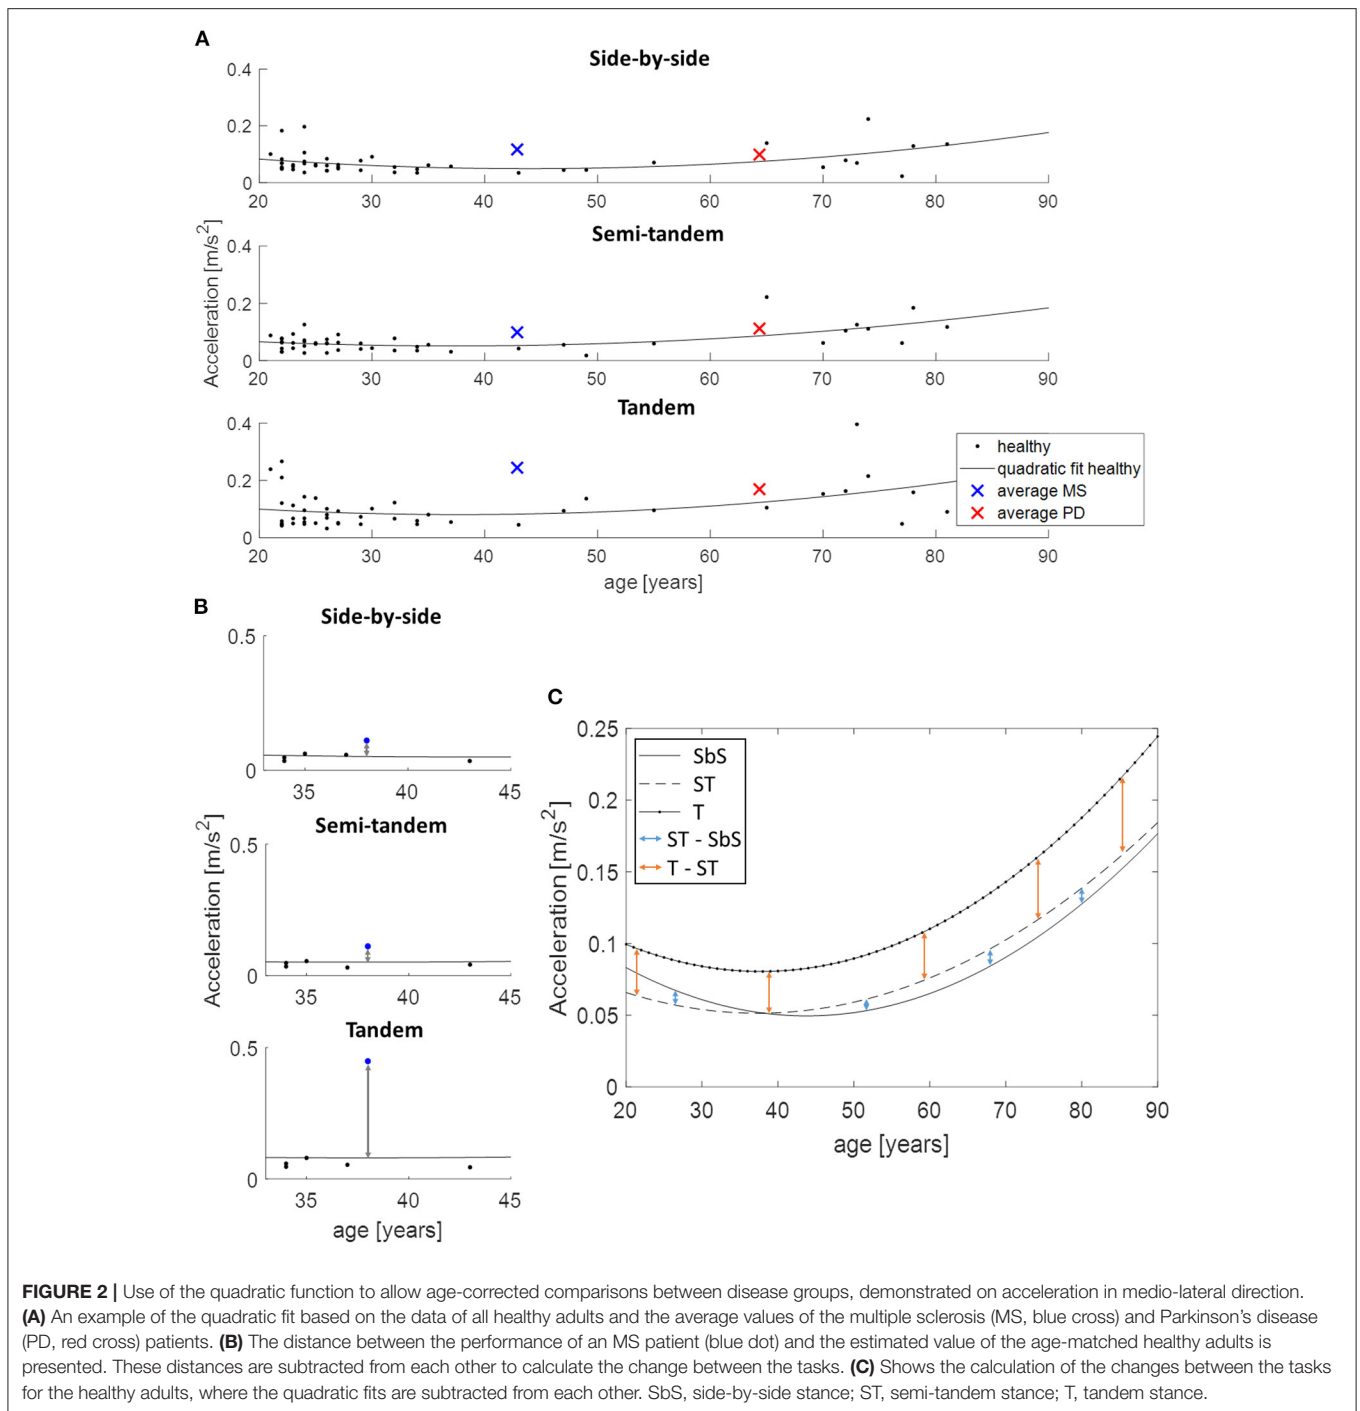 A
Side-by-side
0.4
0.2
0
20 30 40 50 60 70 80 90
Semi-tandem
0.4
0.2
0
20 30 40 50 60 70 80 90
Acceleration [m/s²]
Tandem
0.4
0.2
0
20 30 40 50 60 70 80 90
age [years]
healthy
quadratic fit healthy
average MS
average PD
B
Side-by-side
0.5
0
35 40 45
Semi-tandem
0.5
0
35 40 45
Acceleration [m/s²]
Tandem
0.5
0
35 40 45
age [years]
C
0.25
0.2
0.15
0.1
0.05
0
20 30 40 50 60 70 80 90
Acceleration [m/s²]
age [years]
SbS
ST
T
ST - SbS
T - ST
FIGURE 2 | Use of the quadratic function to allow age-corrected comparisons between disease groups, demonstrated on acceleration in medio-lateral direction.
(A) An example of the quadratic fit based on the data of all healthy adults and the average values of the multiple sclerosis (MS, blue cross) and Parkinson's disease
(PD, red cross) patients. (B) The distance between the performance of an MS patient (blue dot) and the estimated value of the age-matched healthy adults is
presented. These distances are subtracted from each other to calculate the change between the tasks. (C) Shows the calculation of the changes between the tasks
for the healthy adults, where the quadratic fits are subtracted from each other. SbS, side-by-side stance; ST, semi-tandem stance; T, tandem stance.